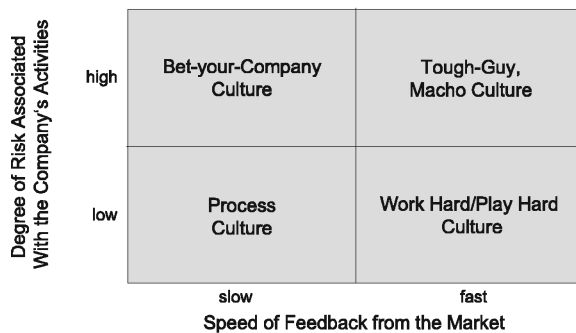 Degree of Risk Associated
With the Company's Activities
high
Bet-your-Company
Culture
Tough-Guy,
Macho Culture
low
Process
Culture
Work Hard/Play Hard
Culture
slow
fast
Speed of Feedback from the Market